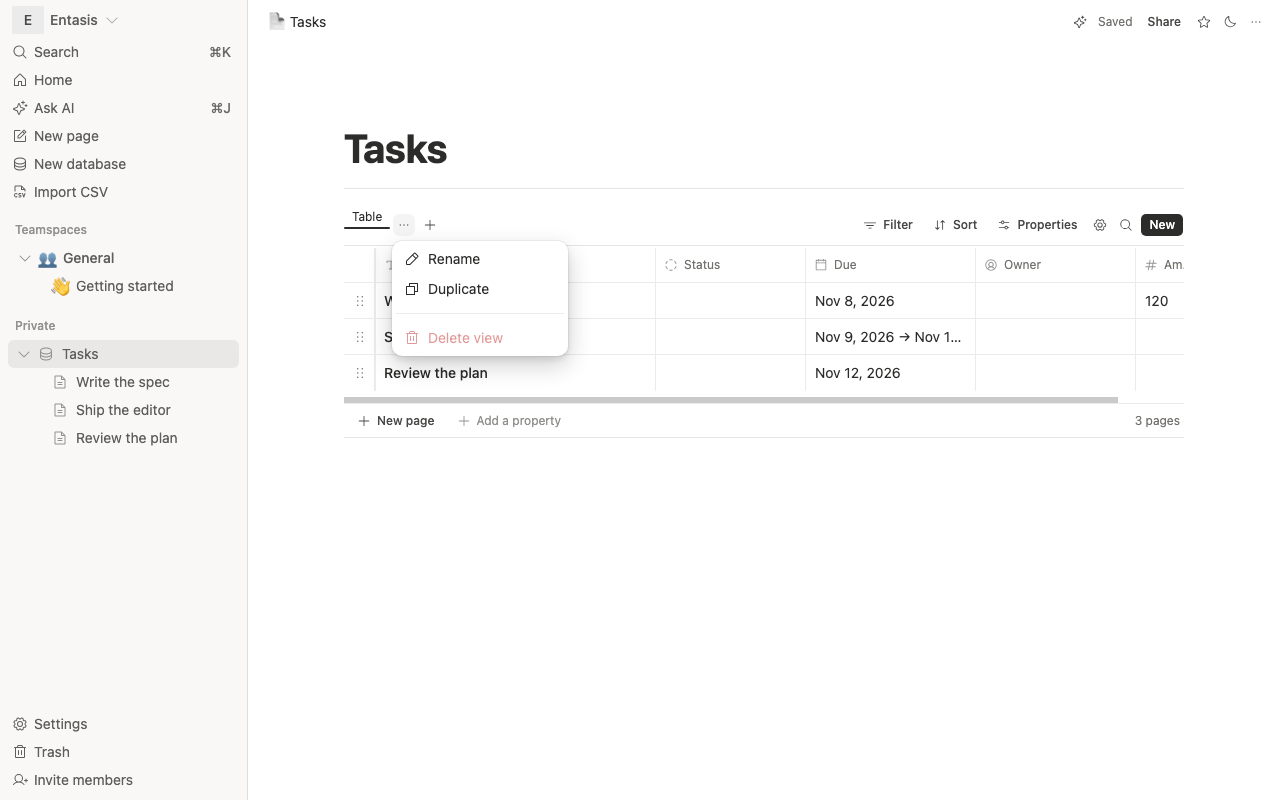 E Entasis
Search ⌘K
Home
Ask AI ⌘J
New page
New database
Import CSV
Teamspaces
General
Getting started
Private
Tasks
Write the spec
Ship the editor
Review the plan
Settings
Trash
Invite members
Tasks
Saved Share
Tasks
Table
Filter Sort Properties New
Rename
Duplicate
Delete view
Status Due Owner # Am.
Nov 8, 2026 120
Nov 9, 2026 → Nov 1...
Review the plan Nov 12, 2026
New page Add a property 3 pages